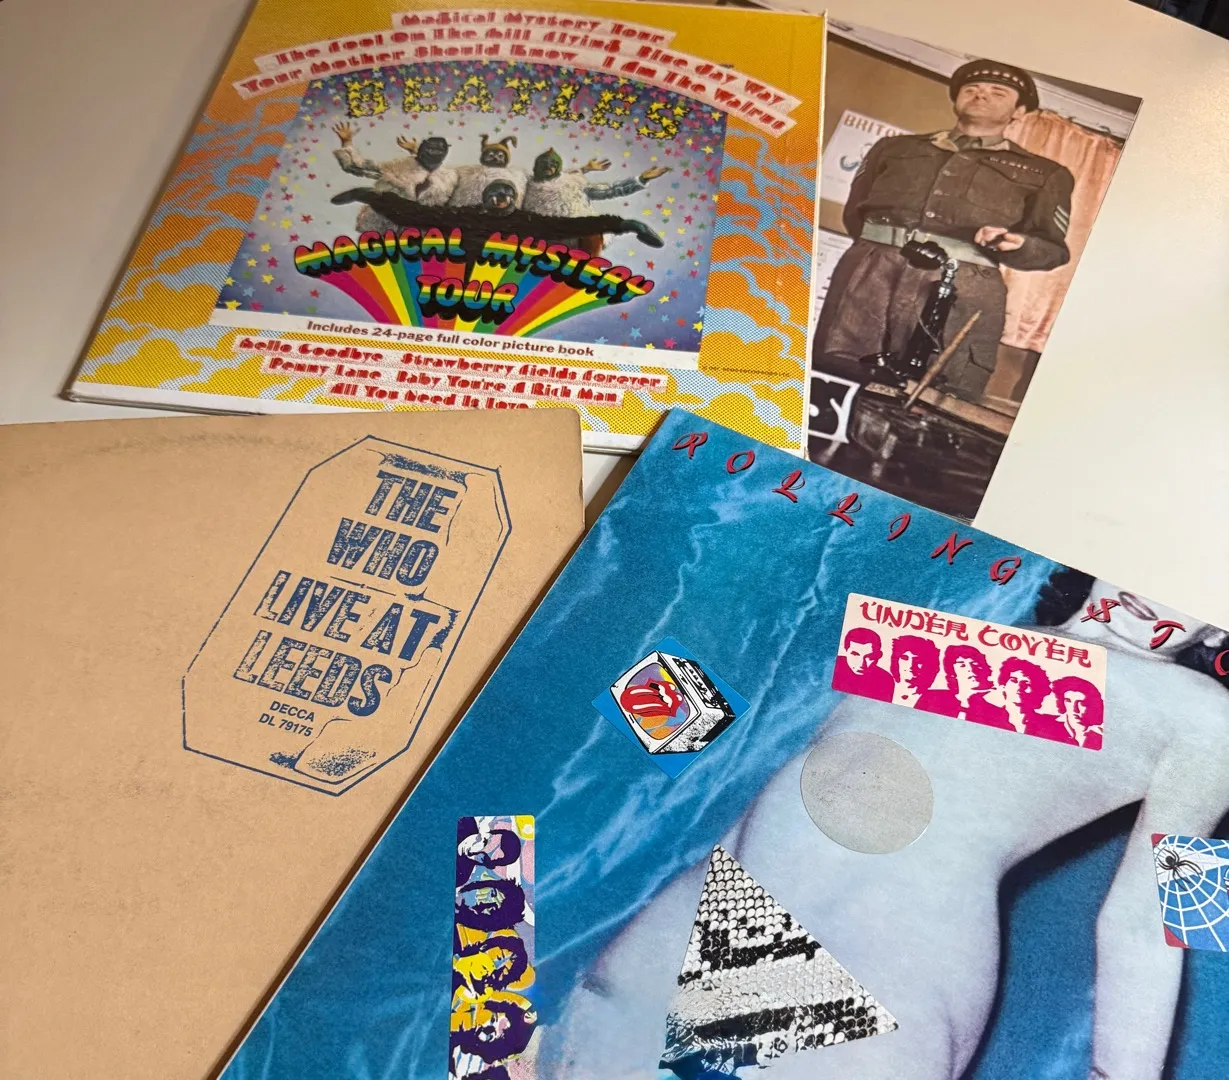 Magical Mystery Tour
The Fool On The Hill Flying Blue Jay Way
Your Mother Should Know I Am The Walrus
BEATLES
MAGICAL MYSTERY
TOUR
Includes 24-page full color picture book
Hello Goodbye Strawberry Fields Forever
Penny Lane Baby You're A Rich Man
All You Need Is Love
BRITO
S
THE
WHO
LIVE AT
LEEDS
DECCA
DL 79175
ROLLING STO
UNDER COVER